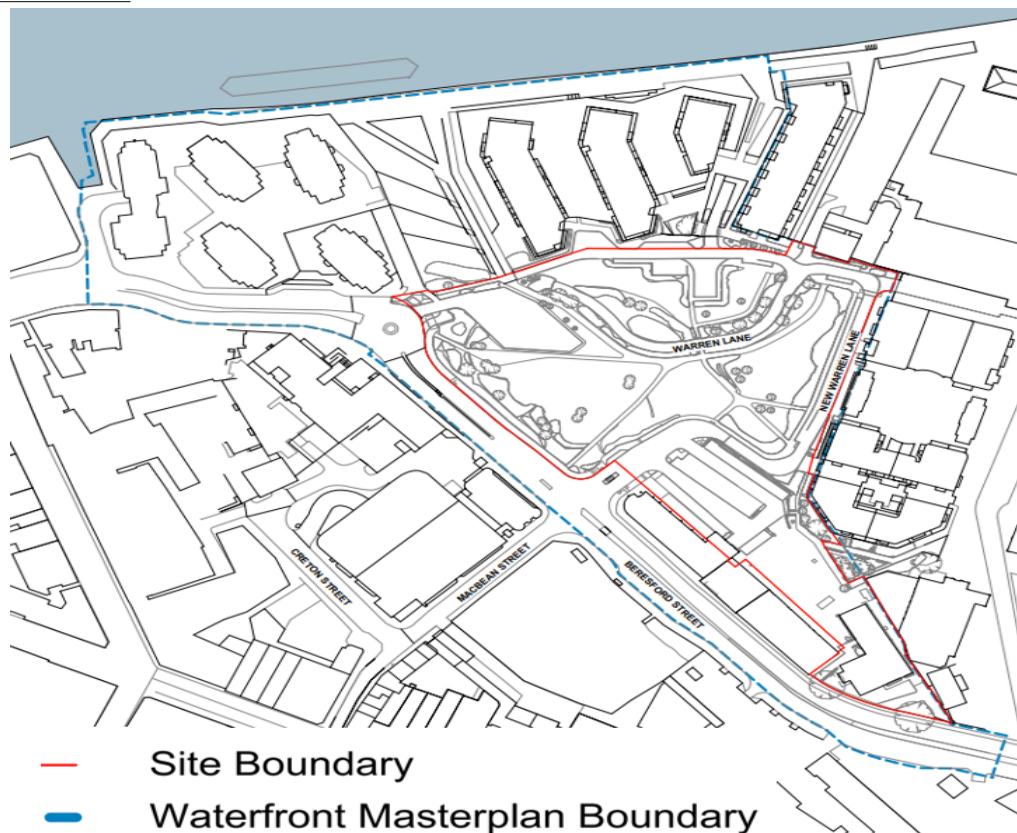 WARREN LANE
NEW WARREN LANE
CRETON STREET
MACBEAN STREET
BERESFORD STREET
Site Boundary
Waterfront Masterplan Boundary